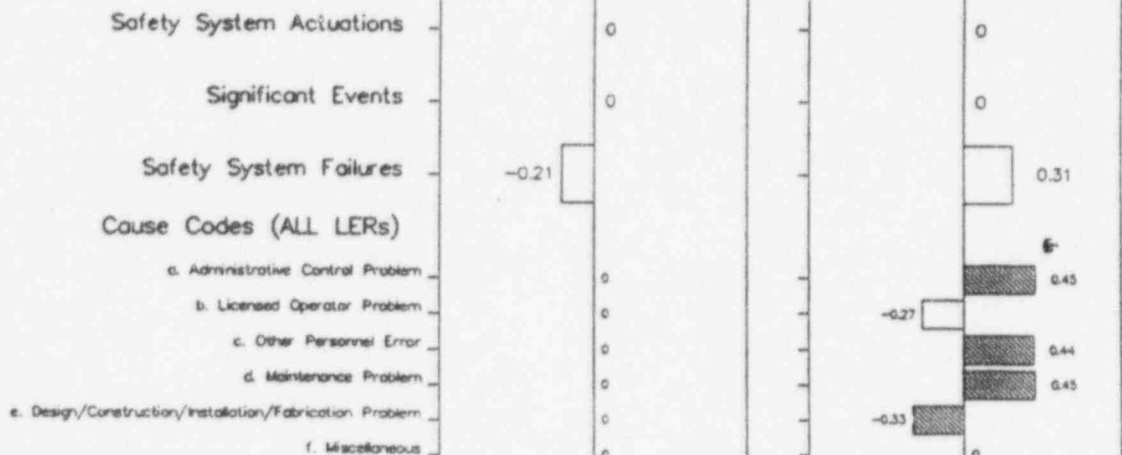 Safety System Actuations 0 0
Significant Events 0 0
Safety System Failures -0.21 0.31
Cause Codes (ALL LERs)
a. Administrative Control Problem 0 0.45
b. Licensed Operator Problem 0 -0.27
c. Other Personnel Error 0 0.44
d. Maintenance Problem 0 0.45
e. Design/Construction/Installation/Fabrication Problem 0 -0.33
f. Miscellaneous 0 0